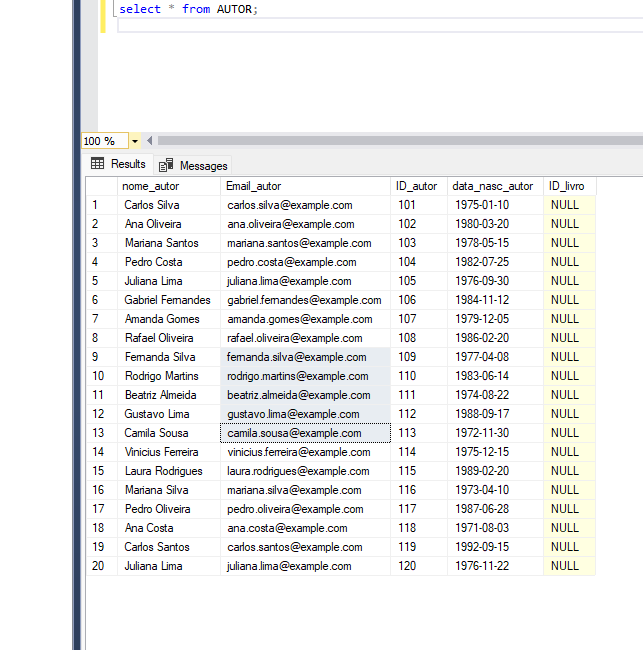 select * from AUTOR;
100 %
Results Messages
nome_autor Email_autor ID_autor data_nasc_autor ID_livro
1 Carlos Silva carlos.silva@example.com 101 1975-01-10 NULL
2 Ana Oliveira ana.oliveira@example.com 102 1980-03-20 NULL
3 Mariana Santos mariana.santos@example.com 103 1978-05-15 NULL
4 Pedro Costa pedro.costa@example.com 104 1982-07-25 NULL
5 Juliana Lima juliana.lima@example.com 105 1976-09-30 NULL
6 Gabriel Fernandes gabriel.fernandes@example.com 106 1984-11-12 NULL
7 Amanda Gomes amanda.gomes@example.com 107 1979-12-05 NULL
8 Rafael Oliveira rafael.oliveira@example.com 108 1986-02-20 NULL
9 Fernanda Silva fernanda.silva@example.com 109 1977-04-08 NULL
10 Rodrigo Martins rodrigo.martins@example.com 110 1983-06-14 NULL
11 Beatriz Almeida beatriz.almeida@example.com 111 1974-08-22 NULL
12 Gustavo Lima gustavo.lima@example.com 112 1988-09-17 NULL
13 Camila Sousa camila.sousa@example.com 113 1972-11-30 NULL
14 Vinicius Ferreira vinicius.ferreira@example.com 114 1975-12-15 NULL
15 Laura Rodrigues laura.rodrigues@example.com 115 1989-02-20 NULL
16 Mariana Silva mariana.silva@example.com 116 1973-04-10 NULL
17 Pedro Oliveira pedro.oliveira@example.com 117 1987-06-28 NULL
18 Ana Costa ana.costa@example.com 118 1971-08-03 NULL
19 Carlos Santos carlos.santos@example.com 119 1992-09-15 NULL
20 Juliana Lima juliana.lima@example.com 120 1976-11-22 NULL